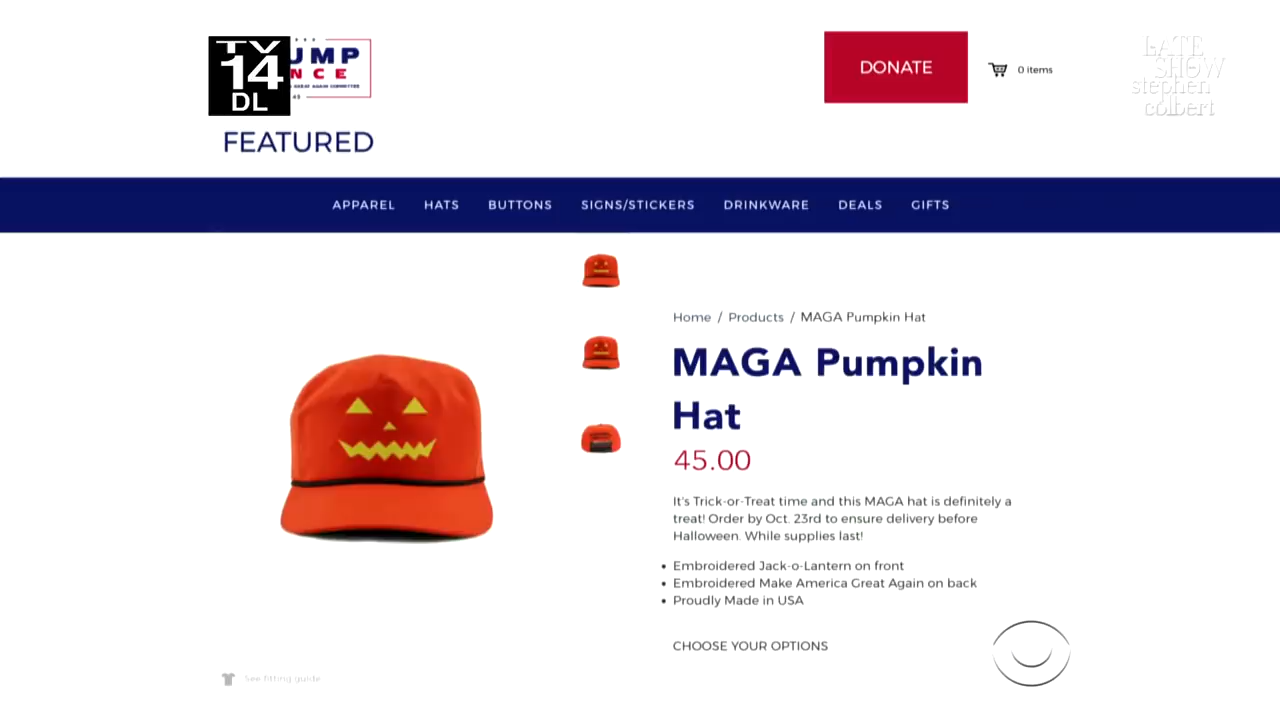 TV
14
DL
UMP
NCE
LATE
SHOW
stephen
colbert
DONATE
0 items
FEATURED
APPAREL HATS BUTTONS SIGNS/STICKERS DRINKWARE DEALS GIFTS
Home / Products / MAGA Pumpkin Hat
MAGA Pumpkin
Hat
45.00
It's Trick-or-Treat time and this MAGA hat is definitely a
treat! Order by Oct. 23rd to ensure delivery before
Halloween. While supplies last!
• Embroidered Jack-o-Lantern on front
• Embroidered Make America Great Again on back
• Proudly Made in USA
CHOOSE YOUR OPTIONS
See fitting guide